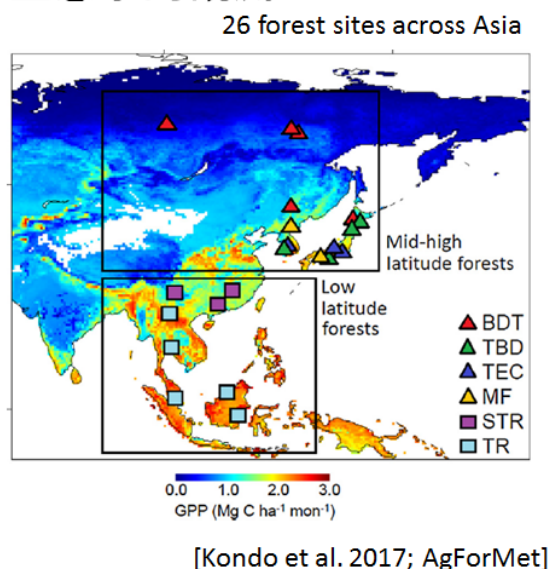 26 forest sites across Asia
Mid-high
latitude forests
Low
latitude
forests
BDT
TBD
TEC
MF
STR
TR
0.0 1.0 2.0 3.0
GPP (Mg C ha⁻¹ mon⁻¹)
[Kondo et al. 2017; AgForMet]